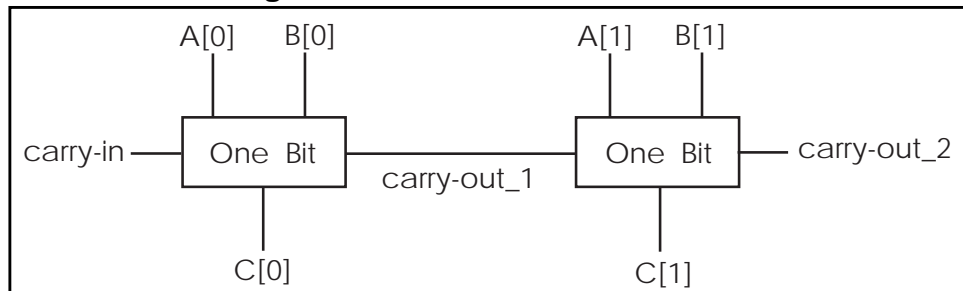 A[0] B[0] A[1] B[1]
carry-in One Bit One Bit carry-out_2
carry-out_1
C[0] C[1]